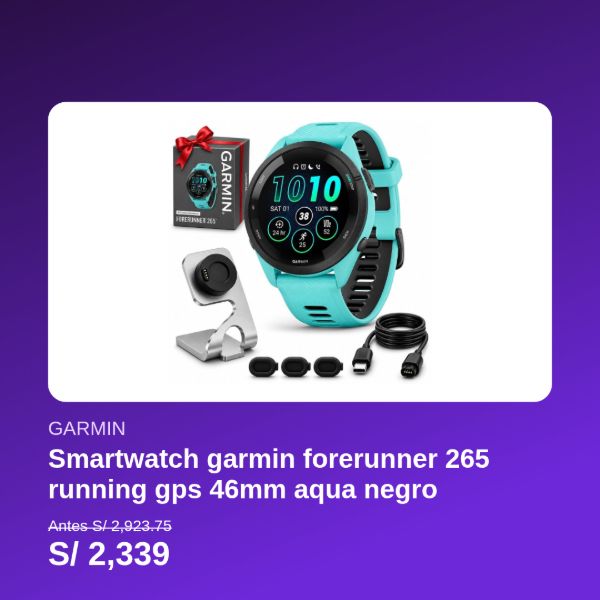 GARMIN
FORERUNNER 265
10:10
SAT 01
100%
38
24 hr
25
52
GARMIN
GARMIN
Smartwatch garmin forerunner 265
running gps 46mm aqua negro
Antes S/ 2,923.75
S/ 2,339